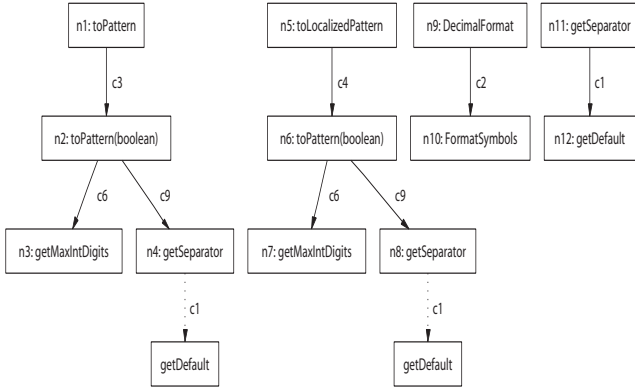 n1: toPattern
n5: toLocalizedPattern
n9: DecimalFormat
n11: getSeparator
c3
c4
c2
c1
n2: toPattern(boolean)
n6: toPattern(boolean)
n10: FormatSymbols
n12: getDefault
c6
c9
c6
c9
n3: getMaxIntDigits
n4: getSeparator
n7: getMaxIntDigits
n8: getSeparator
c1
c1
getDefault
getDefault